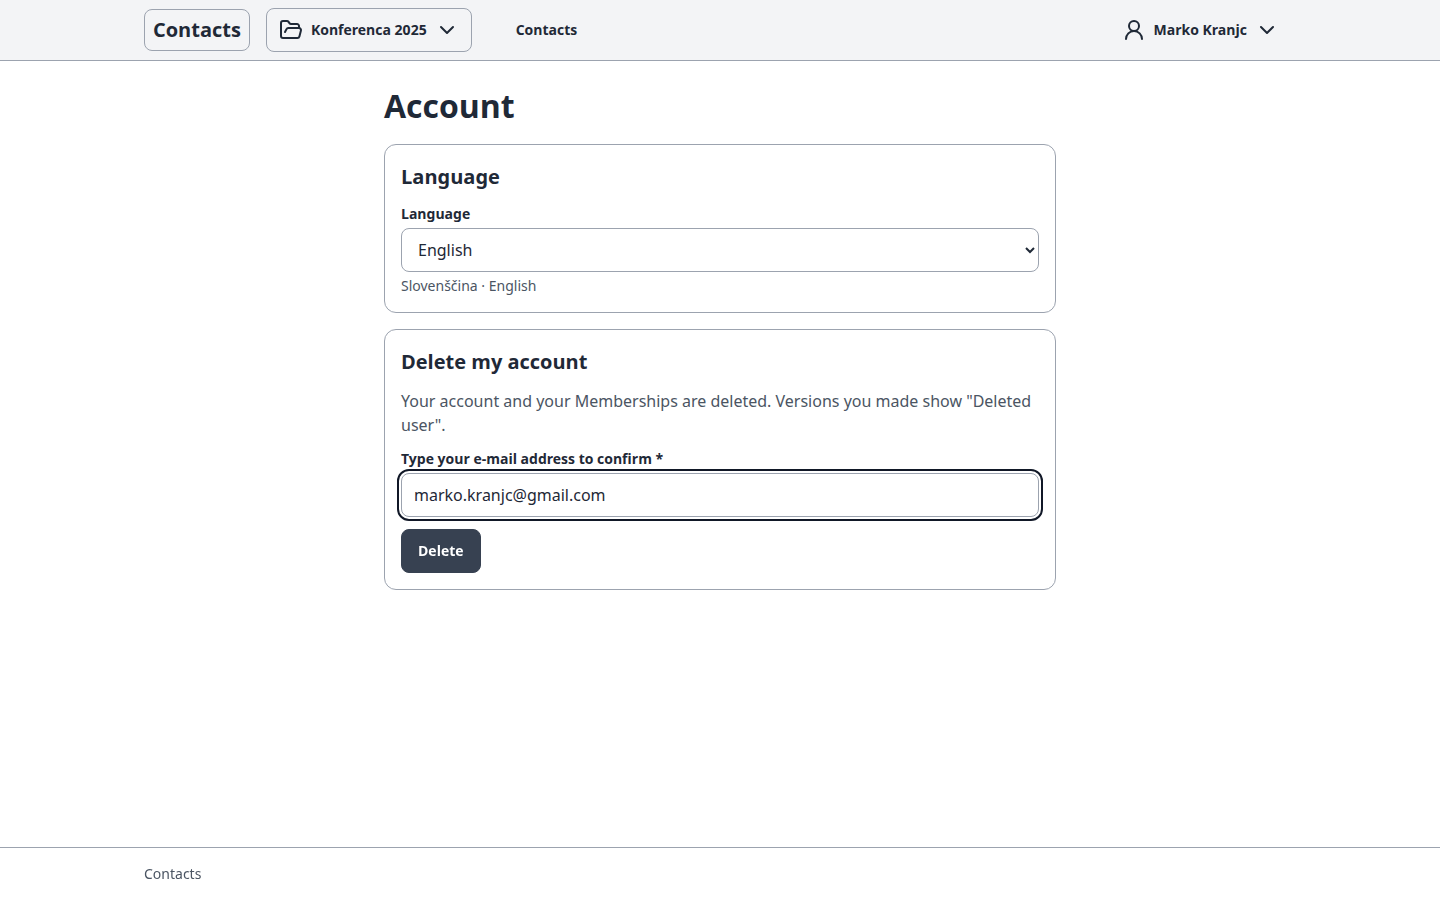 Contacts
Konferenca 2025
Contacts
Marko Kranjc
Account
Language
Language
English
Slovenščina · English
Delete my account
Your account and your Memberships are deleted. Versions you made show "Deleted
user".
Type your e-mail address to confirm *
marko.kranjc@gmail.com
Delete
Contacts